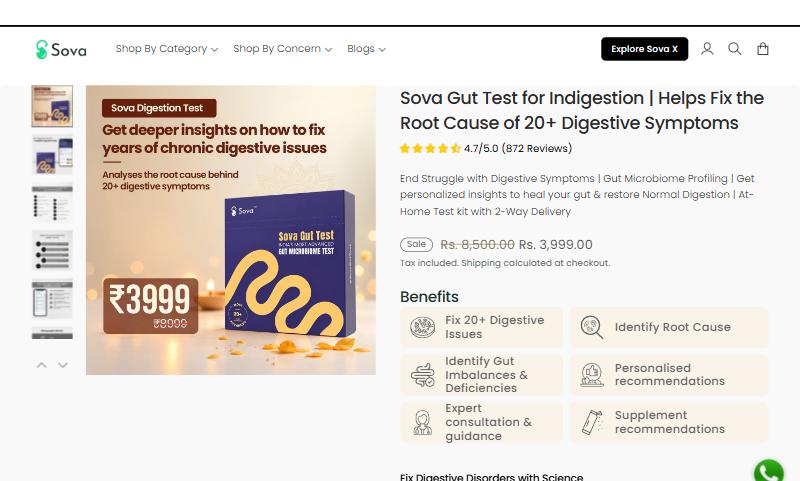 Sova
Shop By Category
Shop By Concern
Blogs
Explore Sova X
Sova Digestion Test
Get deeper insights on how to fix
years of chronic digestive issues
Analyses the root cause behind
20+ digestive symptoms
Sova
Sova Gut Test
INDIA'S MOST ADVANCED
GUT MICROBIOME TEST
20+
₹3999
₹8999
Sova Gut Test for Indigestion | Helps Fix the
Root Cause of 20+ Digestive Symptoms
4.7/5.0 (872 Reviews)
End Struggle with Digestive Symptoms | Gut Microbiome Profiling | Get
personalized insights to heal your gut & restore Normal Digestion | At-
Home Test kit with 2-Way Delivery
Sale Rs. 8,500.00 Rs. 3,999.00
Tax included. Shipping calculated at checkout.
Benefits
Fix 20+ Digestive
Issues
Identify Root Cause
Identify Gut
Imbalances &
Deficiencies
Personalised
recommendations
Expert
consultation &
guidance
Supplement
recommendations
Fix Digestive Disorders with Science